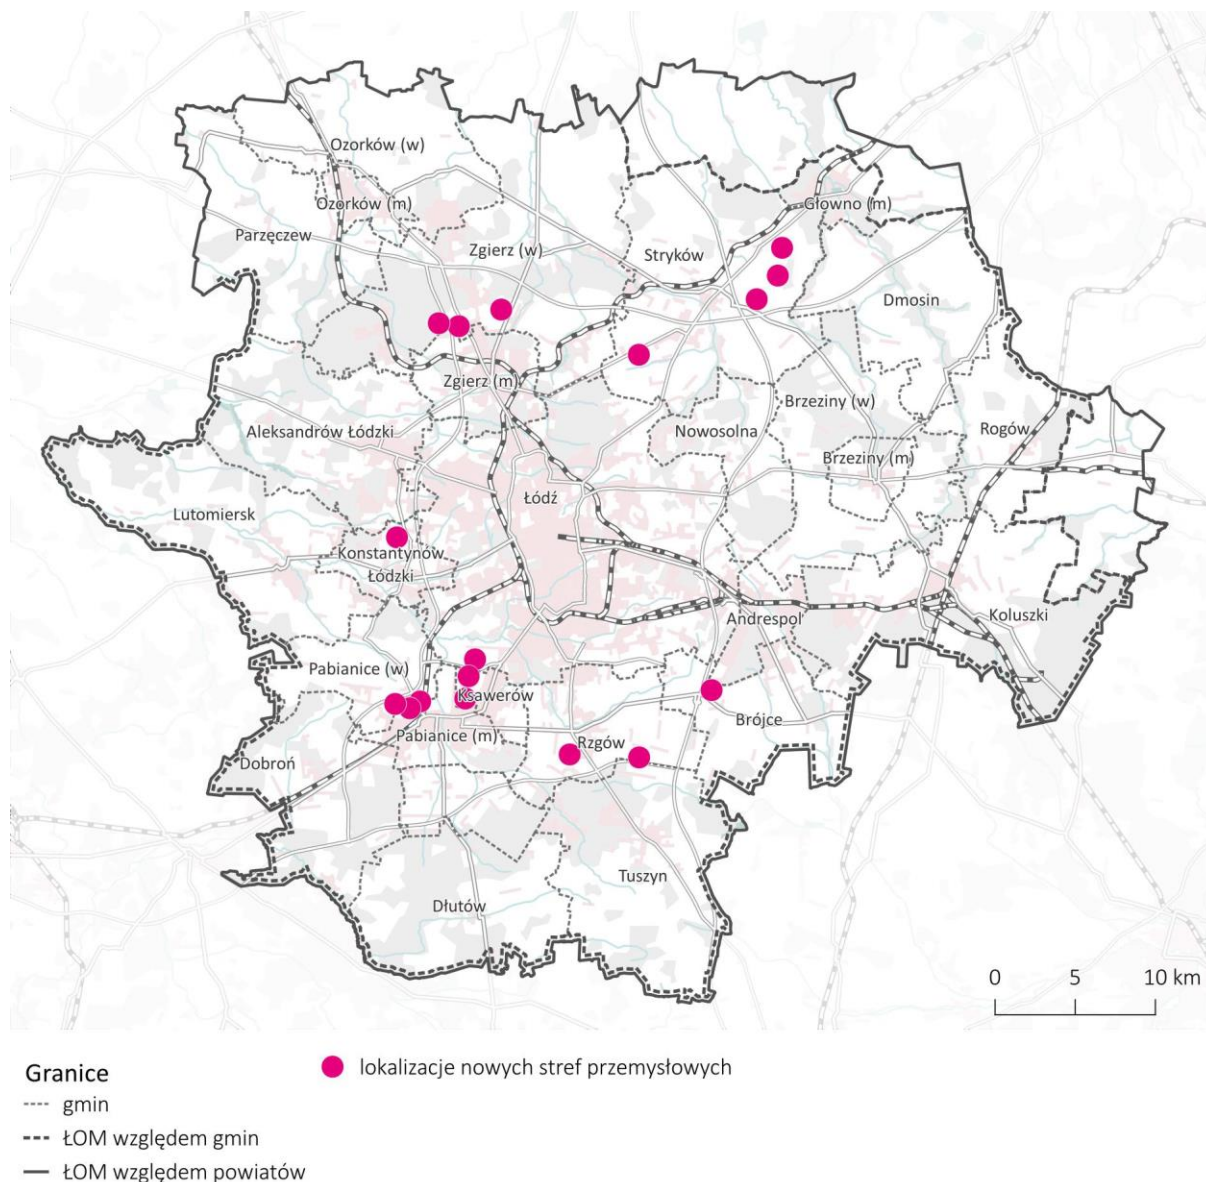 Ozorków (w)
Ozorków (m)
Głowno (m)
Parzęczew
Zgierz (w)
Stryków
Dmosin
Zgierz (m)
Brzeziny (w)
Aleksandrów Łódzki
Nowosolna
Rogów
Brzeziny (m)
Łódź
Lutomiersk
Konstantynów
Łódzki
Koluszki
Andrespol
Pabianice (w)
Ksawerów
Brójce
Pabianice (m)
Rzgów
Dobroń
Tuszyn
Dłutów
0 5 10 km
Granice
lokalizacje nowych stref przemysłowych
gmin
ŁOM względem gmin
ŁOM względem powiatów